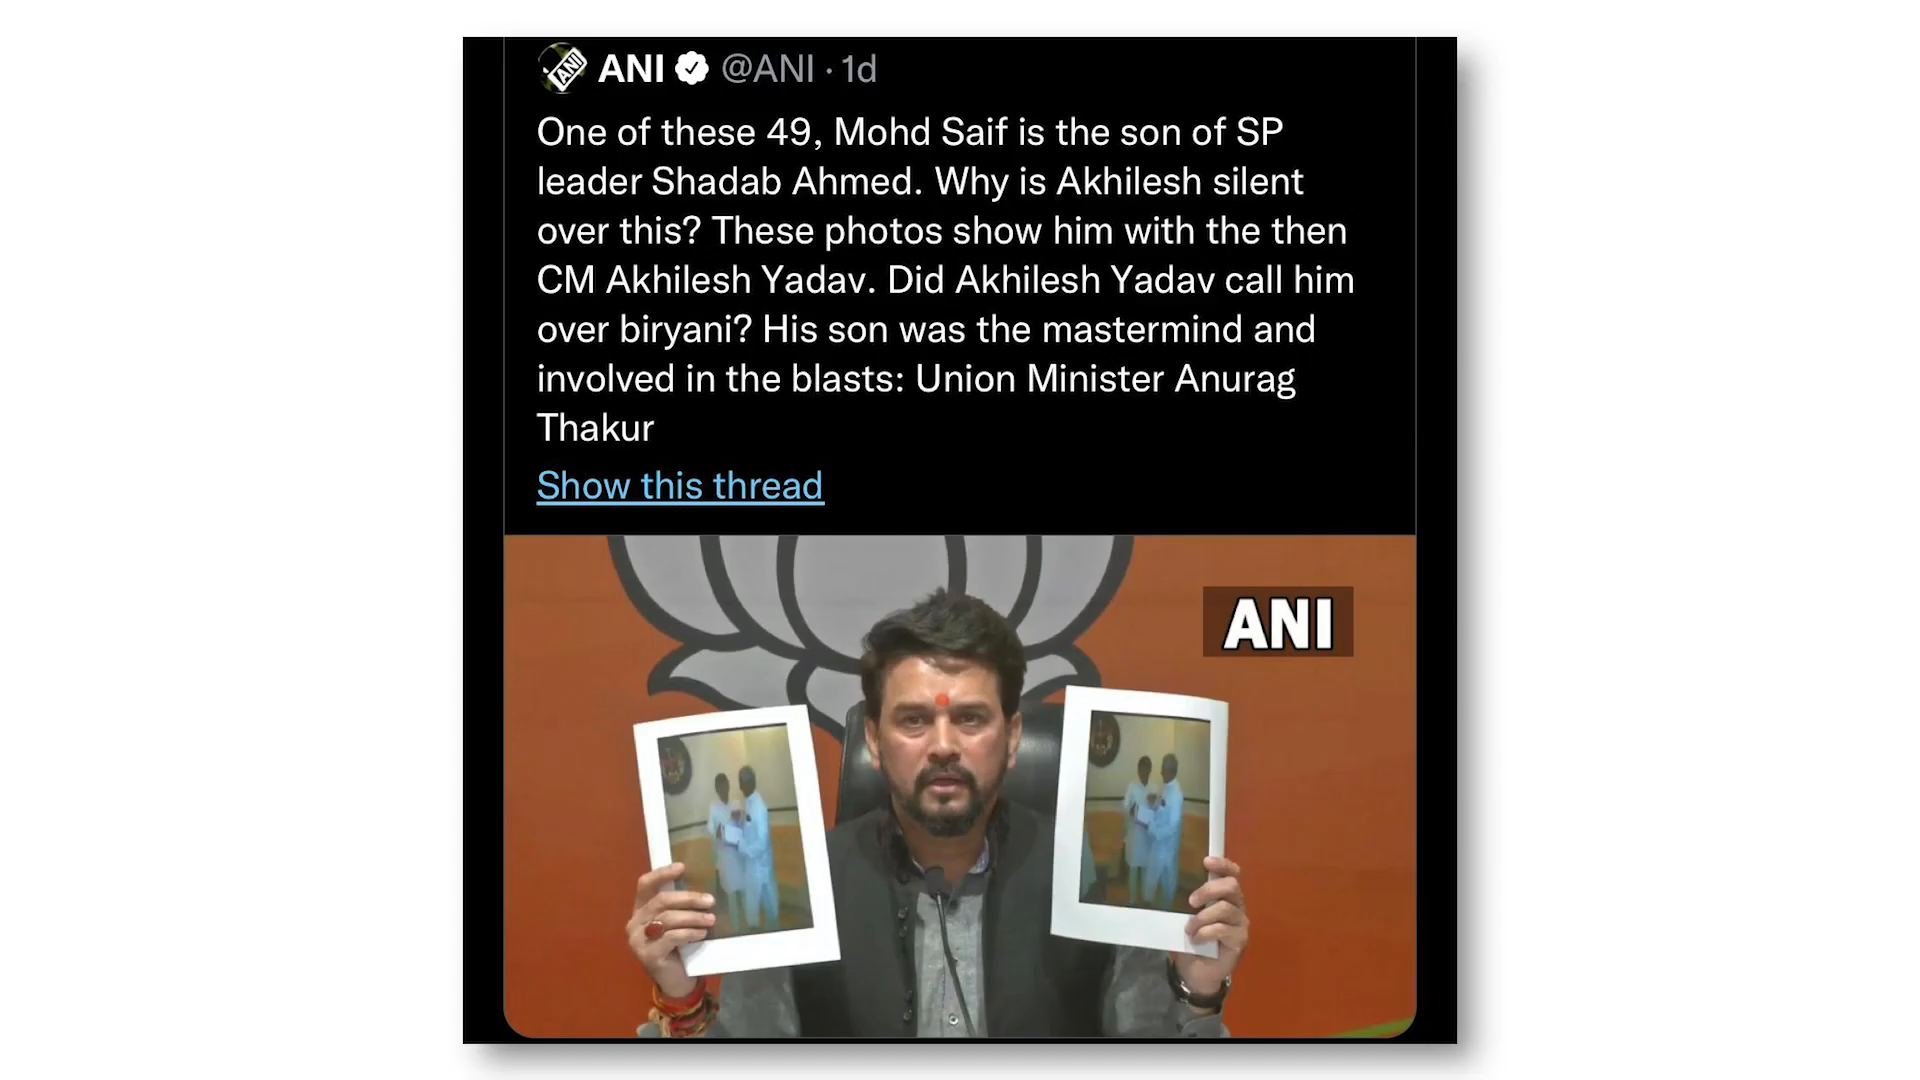 ANI @ANI · 1d
One of these 49, Mohd Saif is the son of SP
leader Shadab Ahmed. Why is Akhilesh silent
over this? These photos show him with the then
CM Akhilesh Yadav. Did Akhilesh Yadav call him
over biryani? His son was the mastermind and
involved in the blasts: Union Minister Anurag
Thakur
Show this thread
ANI